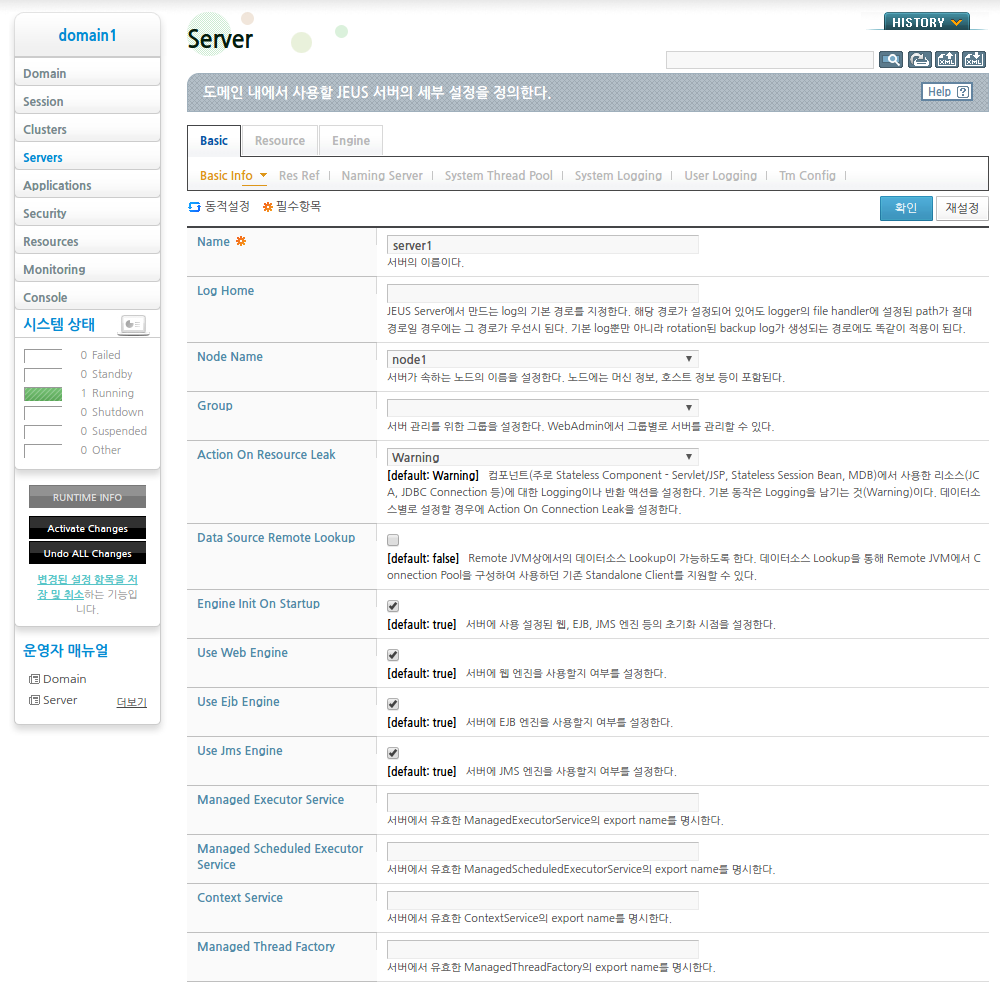 domain1
Domain
Session
Clusters
Servers
Applications
Security
Resources
Monitoring
Console
시스템 상태
0 Failed
0 Standby
1 Running
0 Shutdown
0 Suspended
0 Other
RUNTIME INFO
Activate Changes
Undo ALL Changes
변경된 설정 항목을 저
장 및 취소하는 기능입
니다.
운영자 매뉴얼
Domain
Server
더보기
Server
HISTORY
XML
XML
도메인 내에서 사용할 JEUS 서버의 세부 설정을 정의한다.
Help ?
Basic Resource Engine
Basic Info Res Ref | Naming Server | System Thread Pool | System Logging | User Logging | Tm Config |
동적설정 필수항목
확인 재설정
Name
server1
서버의 이름이다.
Log Home
JEUS Server에서 만드는 log의 기본 경로를 지정한다. 해당 경로가 설정되어 있어도 logger의 file handler에 설정된 path가 절대
경로일 경우에는 그 경로가 우선시 된다. 기본 log뿐만 아니라 rotation된 backup log가 생성되는 경로에도 똑같이 적용이 된다.
Node Name
node1
서버가 속하는 노드의 이름을 설정한다. 노드에는 머신 정보, 호스트 정보 등이 포함된다.
Group
서버 관리를 위한 그룹을 설정한다. WebAdmin에서 그룹별로 서버를 관리할 수 있다.
Action On Resource Leak
Warning
[default: Warning] 컴포넌트(주로 Stateless Component - Servlet/JSP, Stateless Session Bean, MDB)에서 사용한 리소스(JC
A, JDBC Connection 등)에 대한 Logging이나 반환 액션을 설정한다. 기본 동작은 Logging을 남기는 것(Warning)이다. 데이터소
스별로 설정할 경우에 Action On Connection Leak을 설정한다.
Data Source Remote Lookup
[default: false] Remote JVM상에서의 데이터소스 Lookup이 가능하도록 한다. 데이터소스 Lookup을 통해 Remote JVM에서 C
onnection Pool을 구성하여 사용하던 기존 Standalone Client를 지원할 수 있다.
Engine Init On Startup
[default: true] 서버에 사용 설정된 웹, EJB, JMS 엔진 등의 초기화 시점을 설정한다.
Use Web Engine
[default: true] 서버에 웹 엔진을 사용할지 여부를 설정한다.
Use Ejb Engine
[default: true] 서버에 EJB 엔진을 사용할지 여부를 설정한다.
Use Jms Engine
[default: true] 서버에 JMS 엔진을 사용할지 여부를 설정한다.
Managed Executor Service
서버에서 유효한 ManagedExecutorService의 export name를 명시한다.
Managed Scheduled Executor
Service
서버에서 유효한 ManagedScheduledExecutorService의 export name를 명시한다.
Context Service
서버에서 유효한 ContextService의 export name를 명시한다.
Managed Thread Factory
서버에서 유효한 ManagedThreadFactory의 export name를 명시한다.